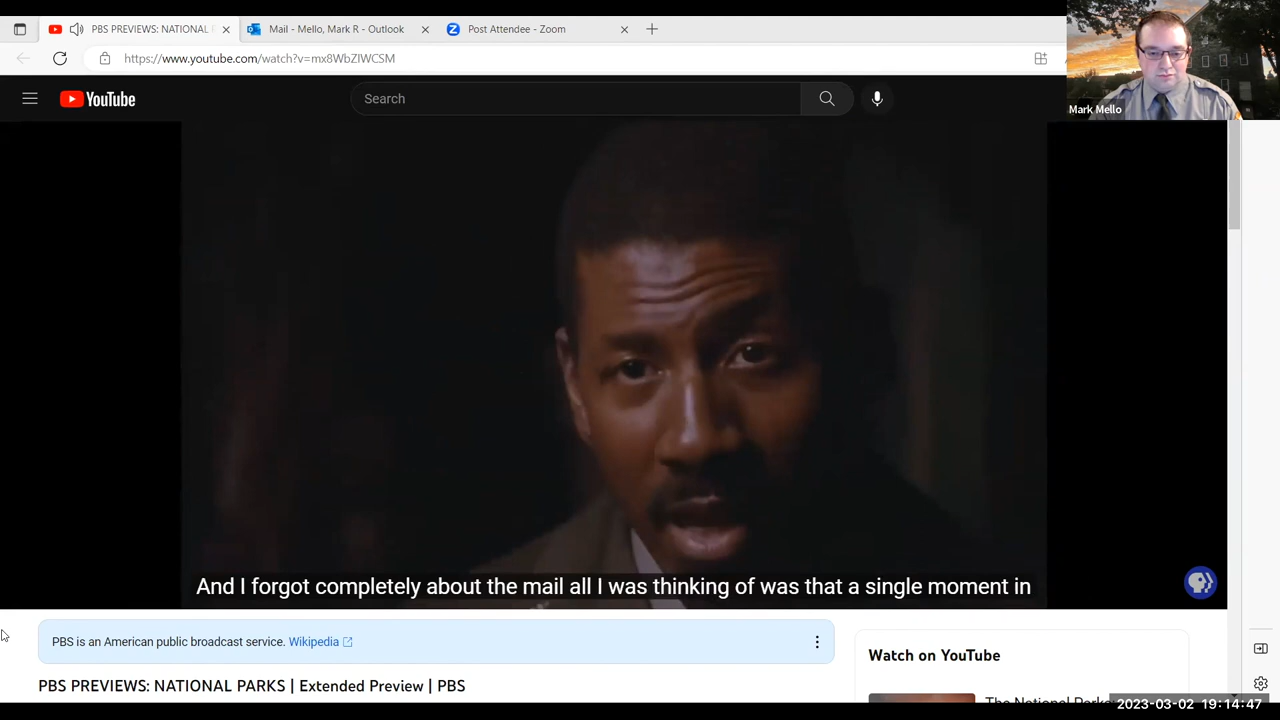 PBS PREVIEWS: NATIONAL
Mail - Mello, Mark R - Outlook
Post Attendee - Zoom
https://www.youtube.com/watch?v=mx8WbZIWCSM
Mark Mello
YouTube
Search
And I forgot completely about the mail all I was thinking of was that a single moment in
PBS is an American public broadcast service. Wikipedia
Watch on YouTube
PBS PREVIEWS: NATIONAL PARKS | Extended Preview | PBS
The National Parks
2023-03-02 19:14:47